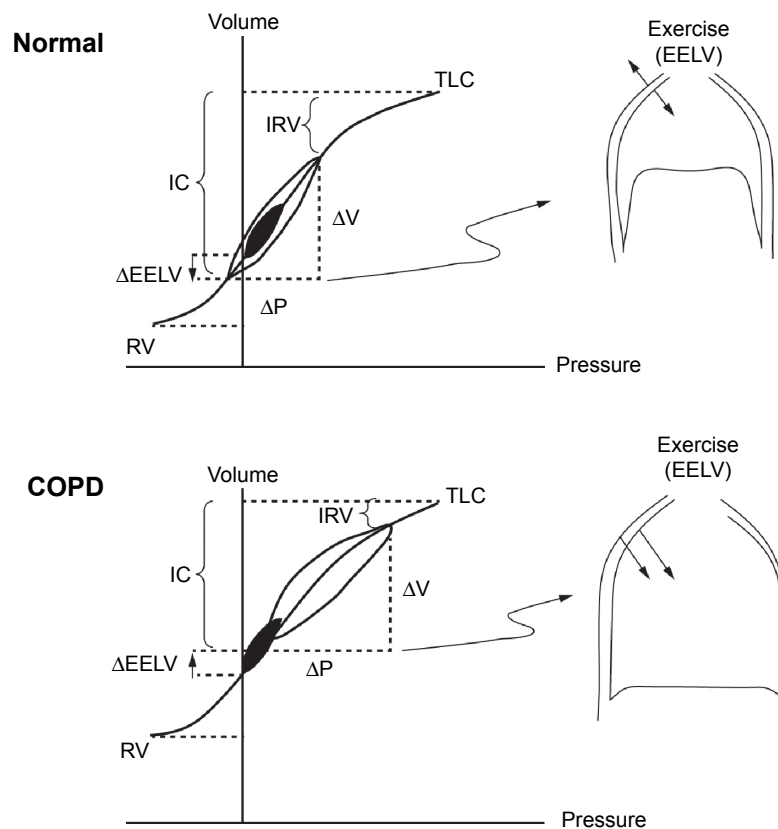 Normal
Volume
Exercise
(EELV)
TLC
IRV
IC
ΔV
ΔEELV
ΔP
RV
Pressure
COPD
Volume
Exercise
(EELV)
TLC
IRV
IC
ΔV
ΔEELV
ΔP
RV
Pressure